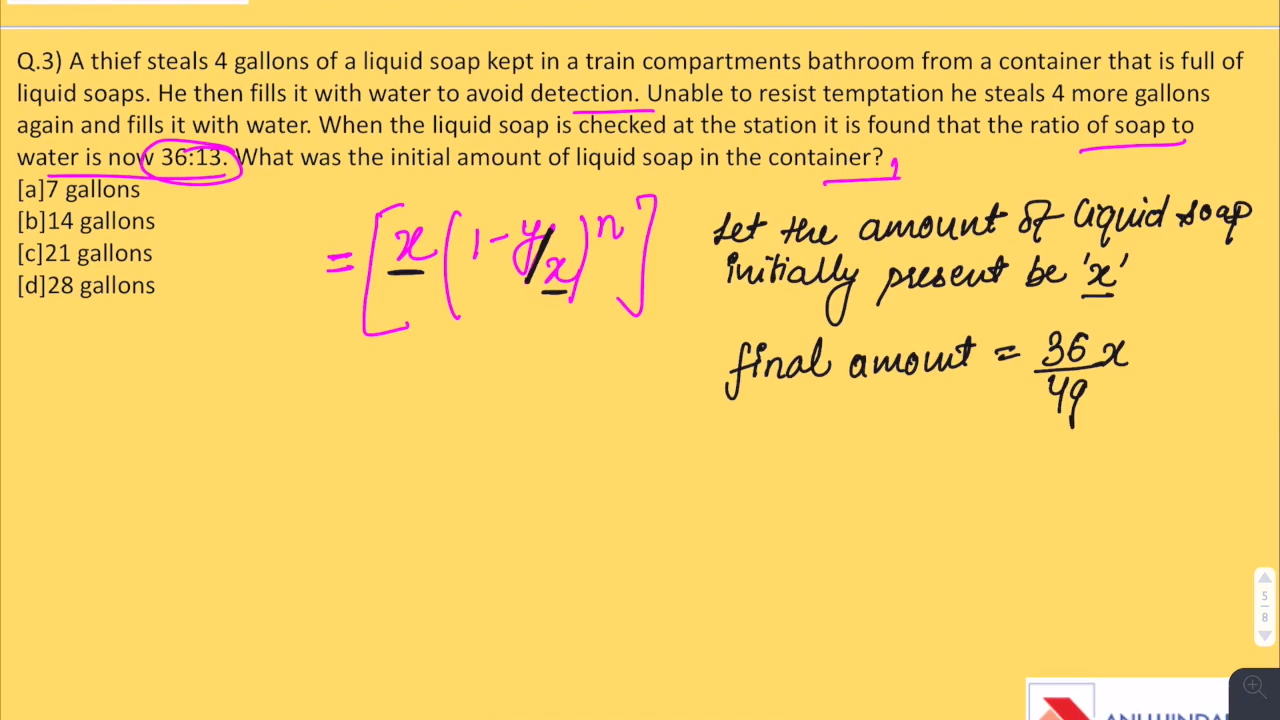 Q.3) A thief steals 4 gallons of a liquid soap kept in a train compartments bathroom from a container that is full of
liquid soaps. He then fills it with water to avoid detection. Unable to resist temptation he steals 4 more gallons
again and fills it with water. When the liquid soap is checked at the station it is found that the ratio of soap to
water is now 36:13. What was the initial amount of liquid soap in the container?
[a]7 gallons
[b]14 gallons
[c]21 gallons
[d]28 gallons
= [x(1-y/x)^n]
Let the amount of liquid soap
initially present be 'x'
final amount = 36x/49
5
8